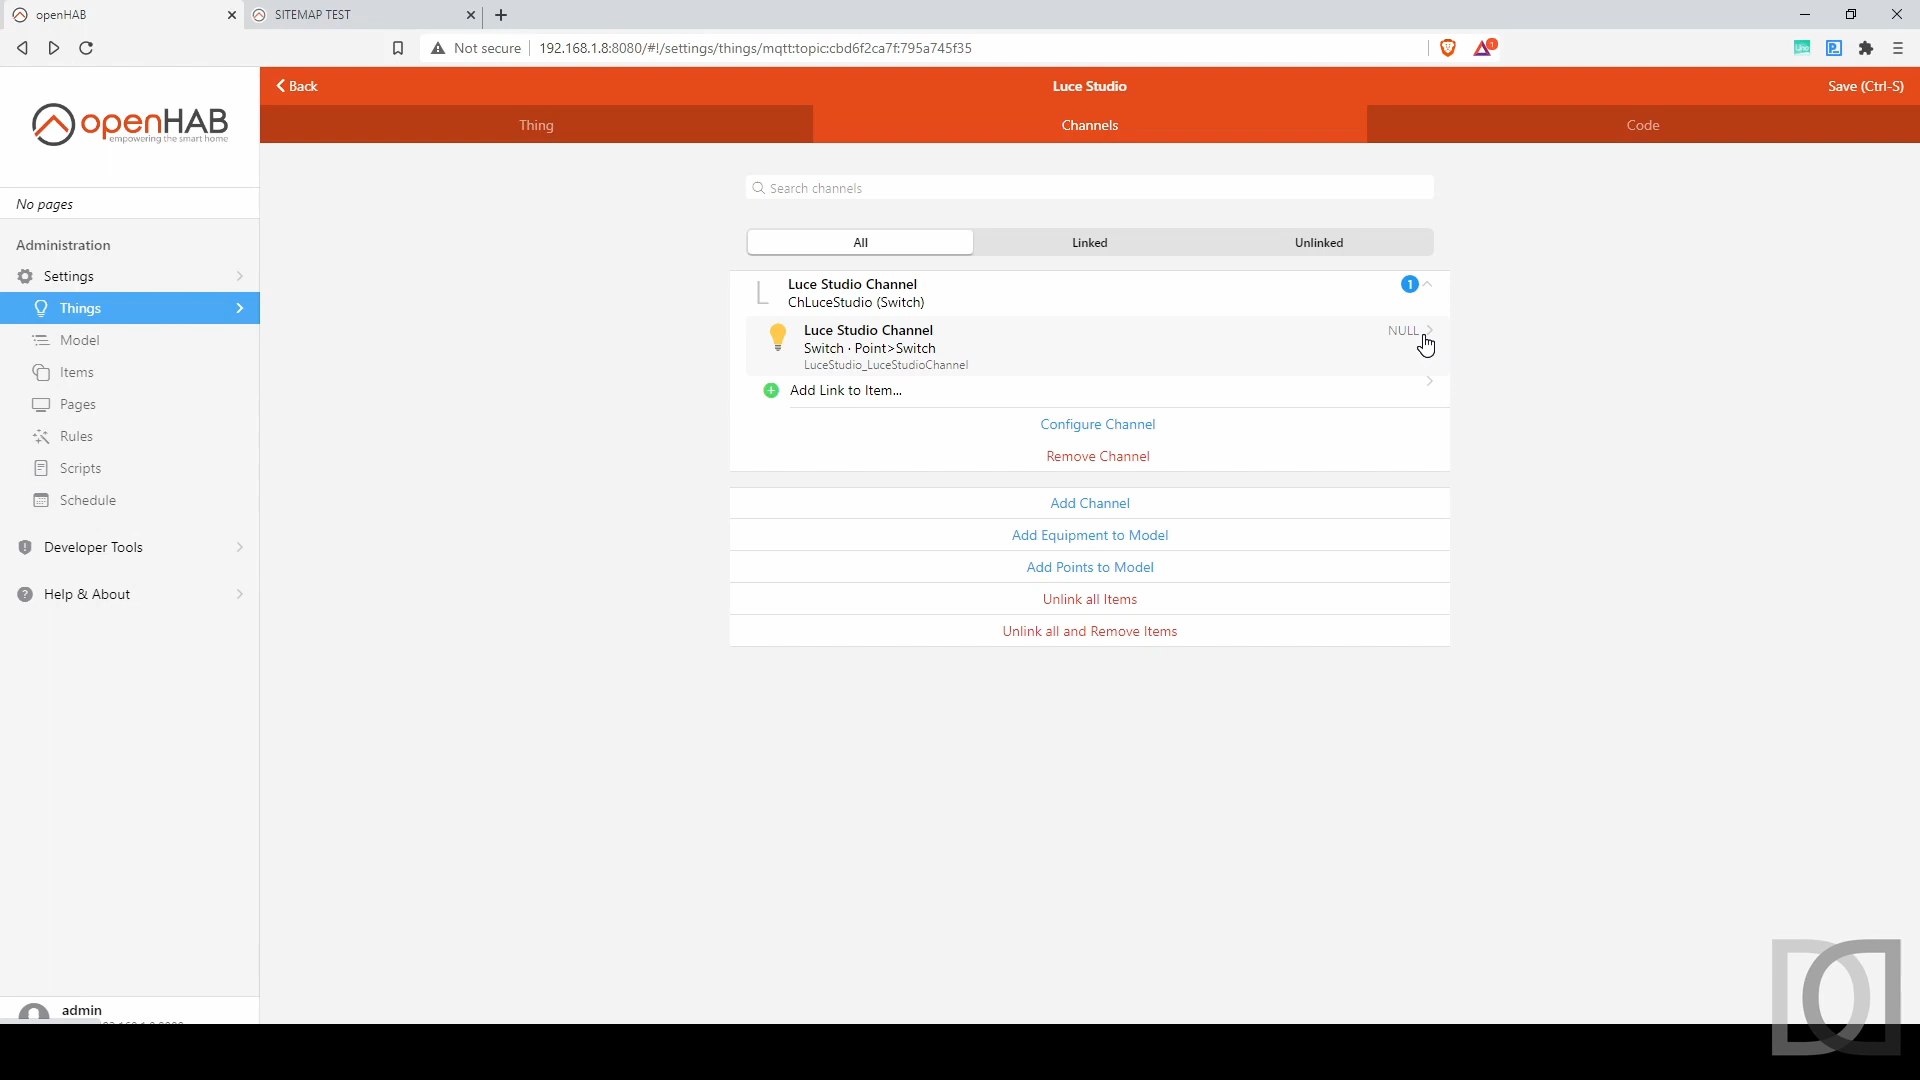 openHAB
SITEMAP TEST
Not secure
192.168.1.8:8080/#!/settings/things/mqtt:topic:cbd6f2ca7f:795a745f35
1
openHAB
empowering the smart home
Back
Luce Studio
Save (Ctrl-S)
Thing
Channels
Code
No pages
Administration
Settings
Things
Model
Items
Pages
Rules
Scripts
Schedule
Developer Tools
Help & About
admin
Search channels
All
Linked
Unlinked
L
Luce Studio Channel
1
ChLuceStudio (Switch)
Luce Studio Channel
NULL
Switch · Point>Switch
LuceStudio_LuceStudioChannel
Add Link to Item...
Configure Channel
Remove Channel
Add Channel
Add Equipment to Model
Add Points to Model
Unlink all Items
Unlink all and Remove Items